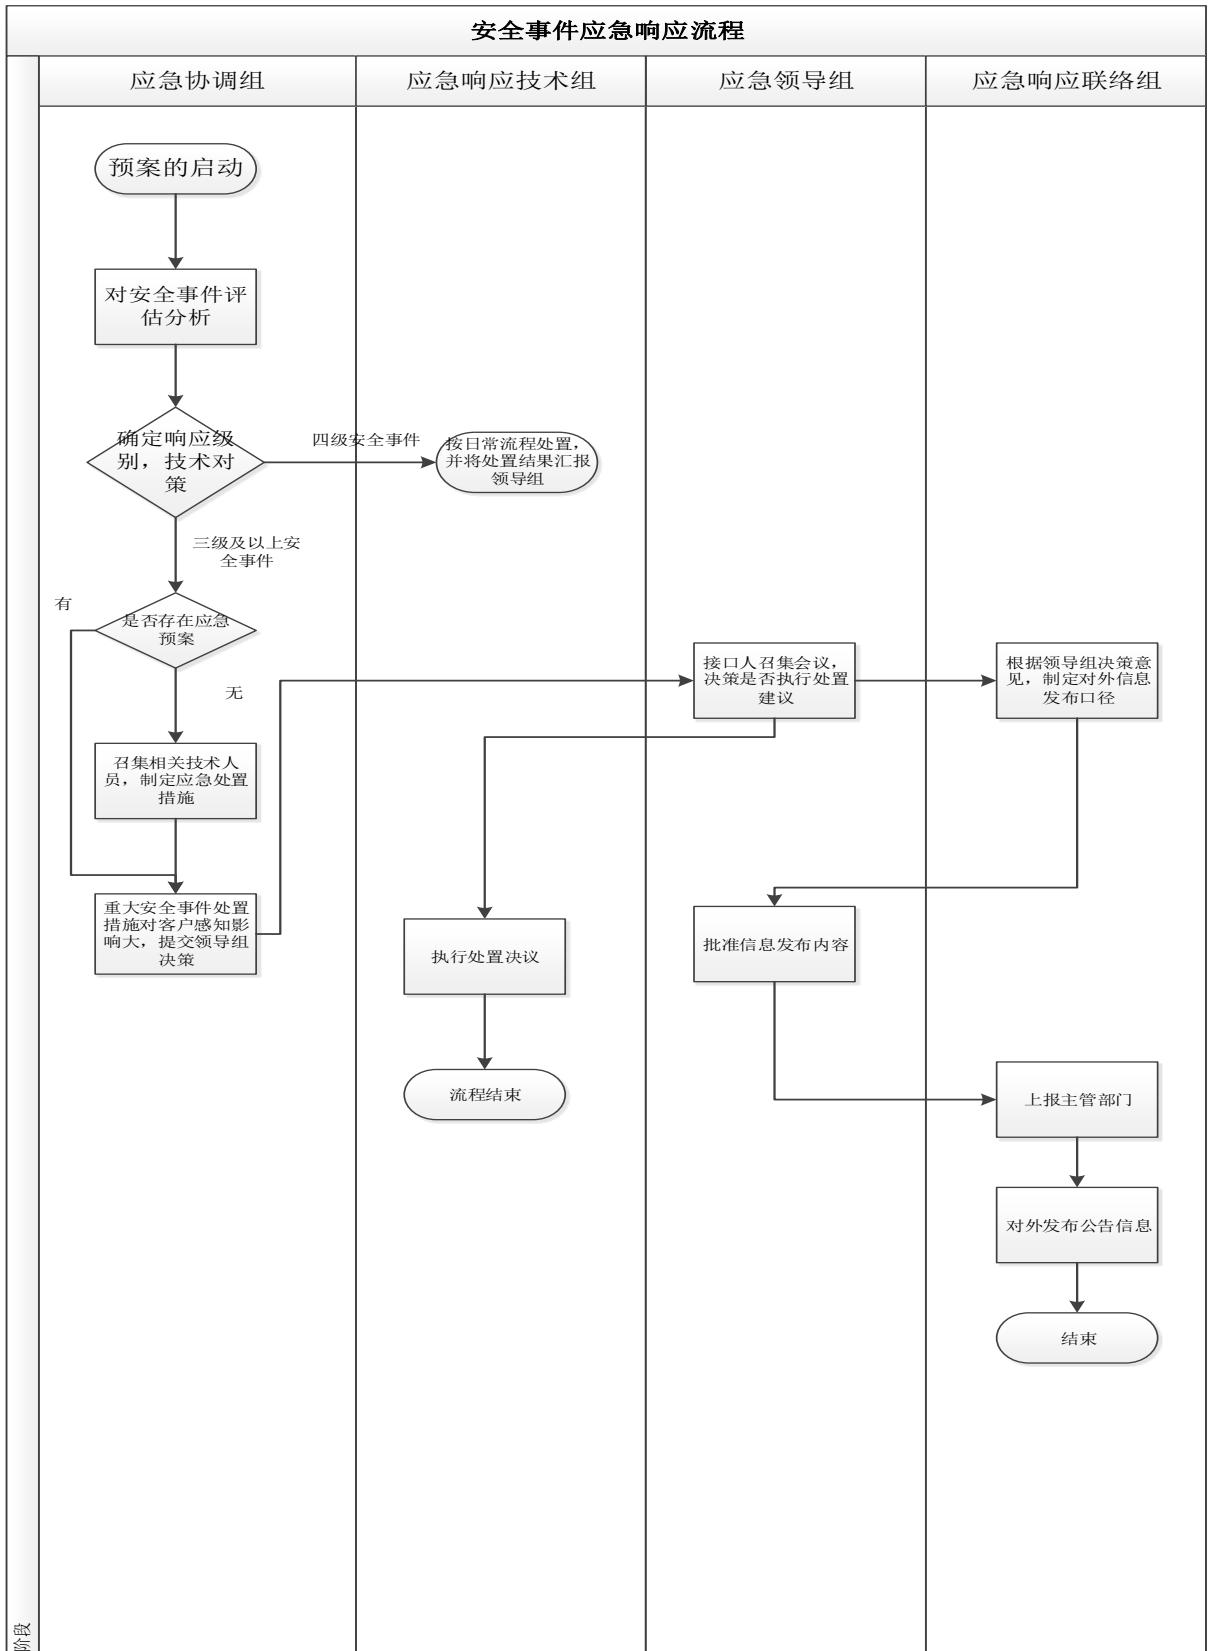 安全事件应急响应流程
应急协调组
应急响应技术组
应急领导组
应急响应联络组
预案的启动
对安全事件评
估分析
确定响应级
别，技术对
策
四级安全事件
按日常流程处置，
并将处置结果汇报
领导组
三级及以上安
全事件
有
是否存在应急
预案
无
接口人召集会议，
决策是否执行处置
建议
根据领导组决策意
见，制定对外信息
发布口径
召集相关技术人
员，制定应急处置
措施
重大安全事件处置
措施对客户感知影
响大，提交领导组
决策
执行处置决议
批准信息发布内容
流程结束
上报主管部门
对外发布公告信息
结束
阶段